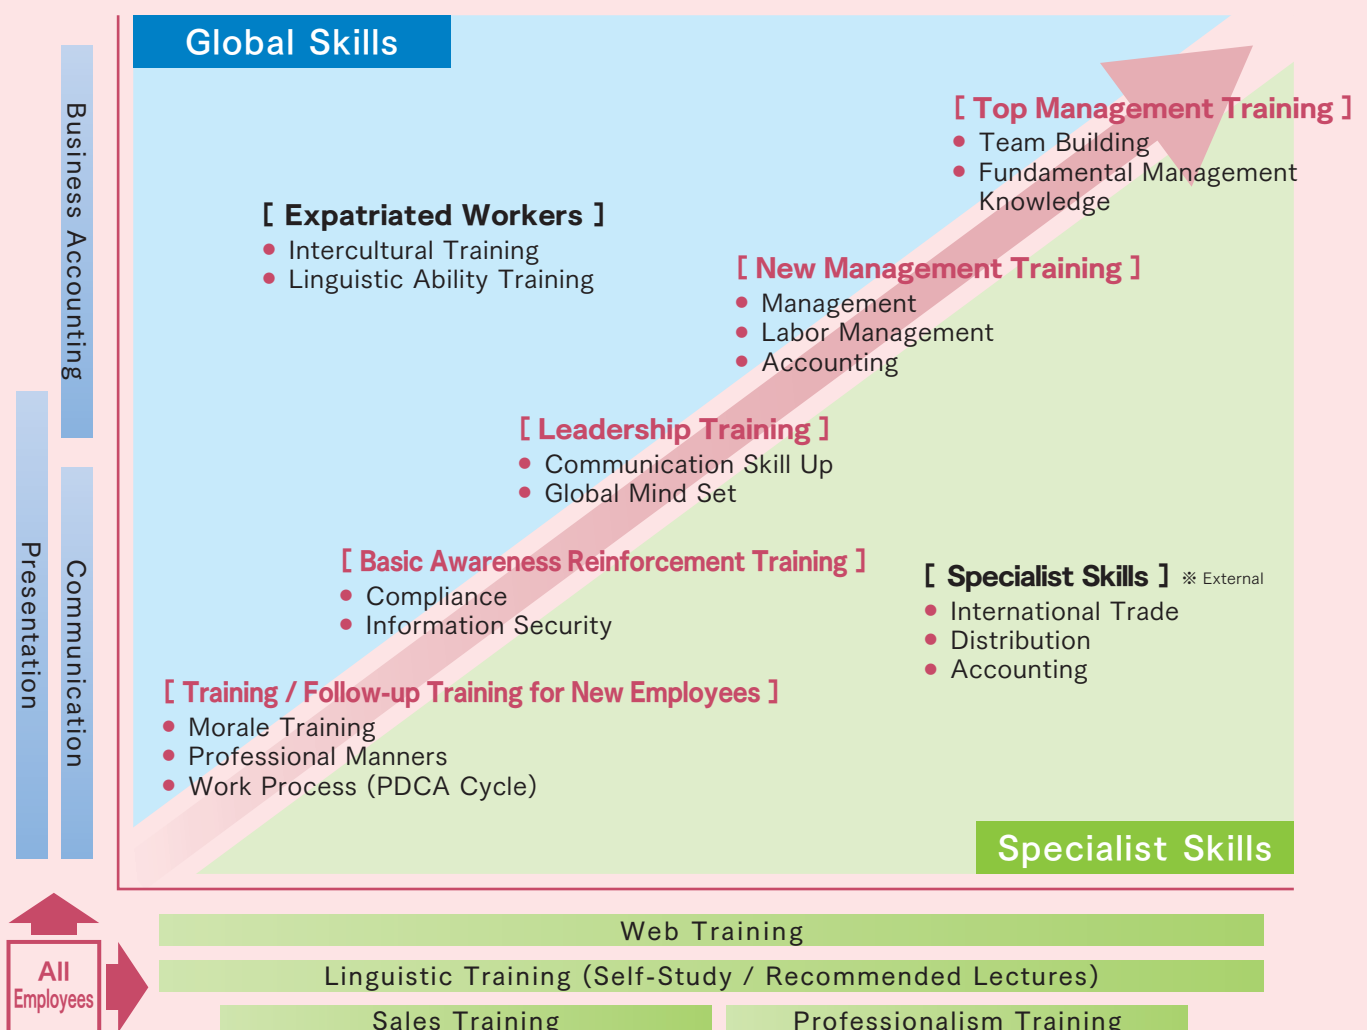 Global Skills
Business Accounting
Presentation
Communication
[ Top Management Training ]
• Team Building
• Fundamental Management
Knowledge
[ Expatriated Workers ]
• Intercultural Training
• Linguistic Ability Training
[ New Management Training ]
• Management
• Labor Management
• Accounting
[ Leadership Training ]
• Communication Skill Up
• Global Mind Set
[ Basic Awareness Reinforcement Training ]
• Compliance
• Information Security
[ Specialist Skills ] ※ External
• International Trade
• Distribution
• Accounting
[ Training / Follow-up Training for New Employees ]
• Morale Training
• Professional Manners
• Work Process (PDCA Cycle)
Specialist Skills
All
Employees
Web Training
Linguistic Training (Self-Study / Recommended Lectures)
Sales Training
Professionalism Training